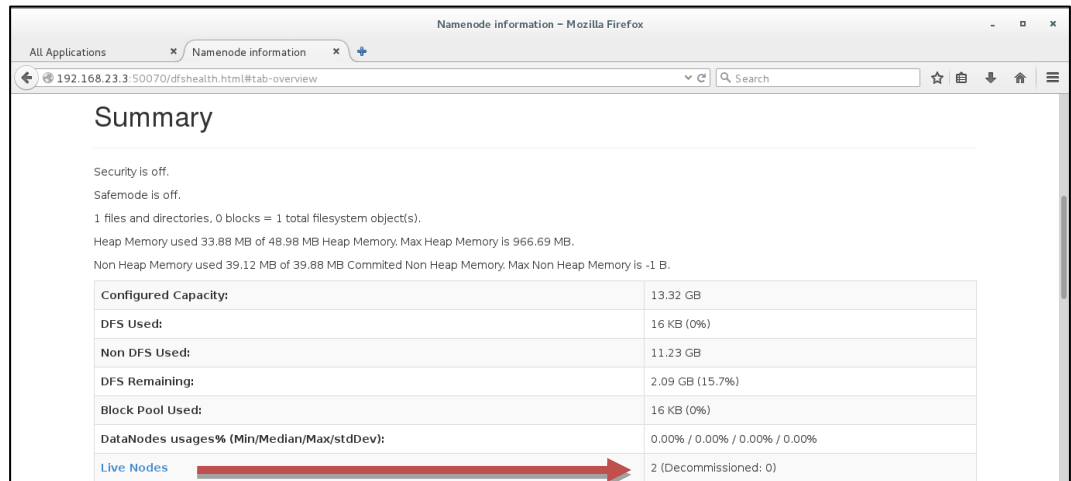 Namenode information – Mozilla Firefox
All Applications
Namenode information
192.168.23.3:50070/dfshealth.html#tab-overview
Search
Summary
Security is off.
Safemode is off.
1 files and directories, 0 blocks = 1 total filesystem object(s).
Heap Memory used 33.88 MB of 48.98 MB Heap Memory. Max Heap Memory is 966.69 MB.
Non Heap Memory used 39.12 MB of 39.88 MB Commited Non Heap Memory. Max Non Heap Memory is -1 B.
Configured Capacity: 13.32 GB
DFS Used: 16 KB (0%)
Non DFS Used: 11.23 GB
DFS Remaining: 2.09 GB (15.7%)
Block Pool Used: 16 KB (0%)
DataNodes usages% (Min/Median/Max/stdDev): 0.00% / 0.00% / 0.00% / 0.00%
Live Nodes 2 (Decommissioned: 0)